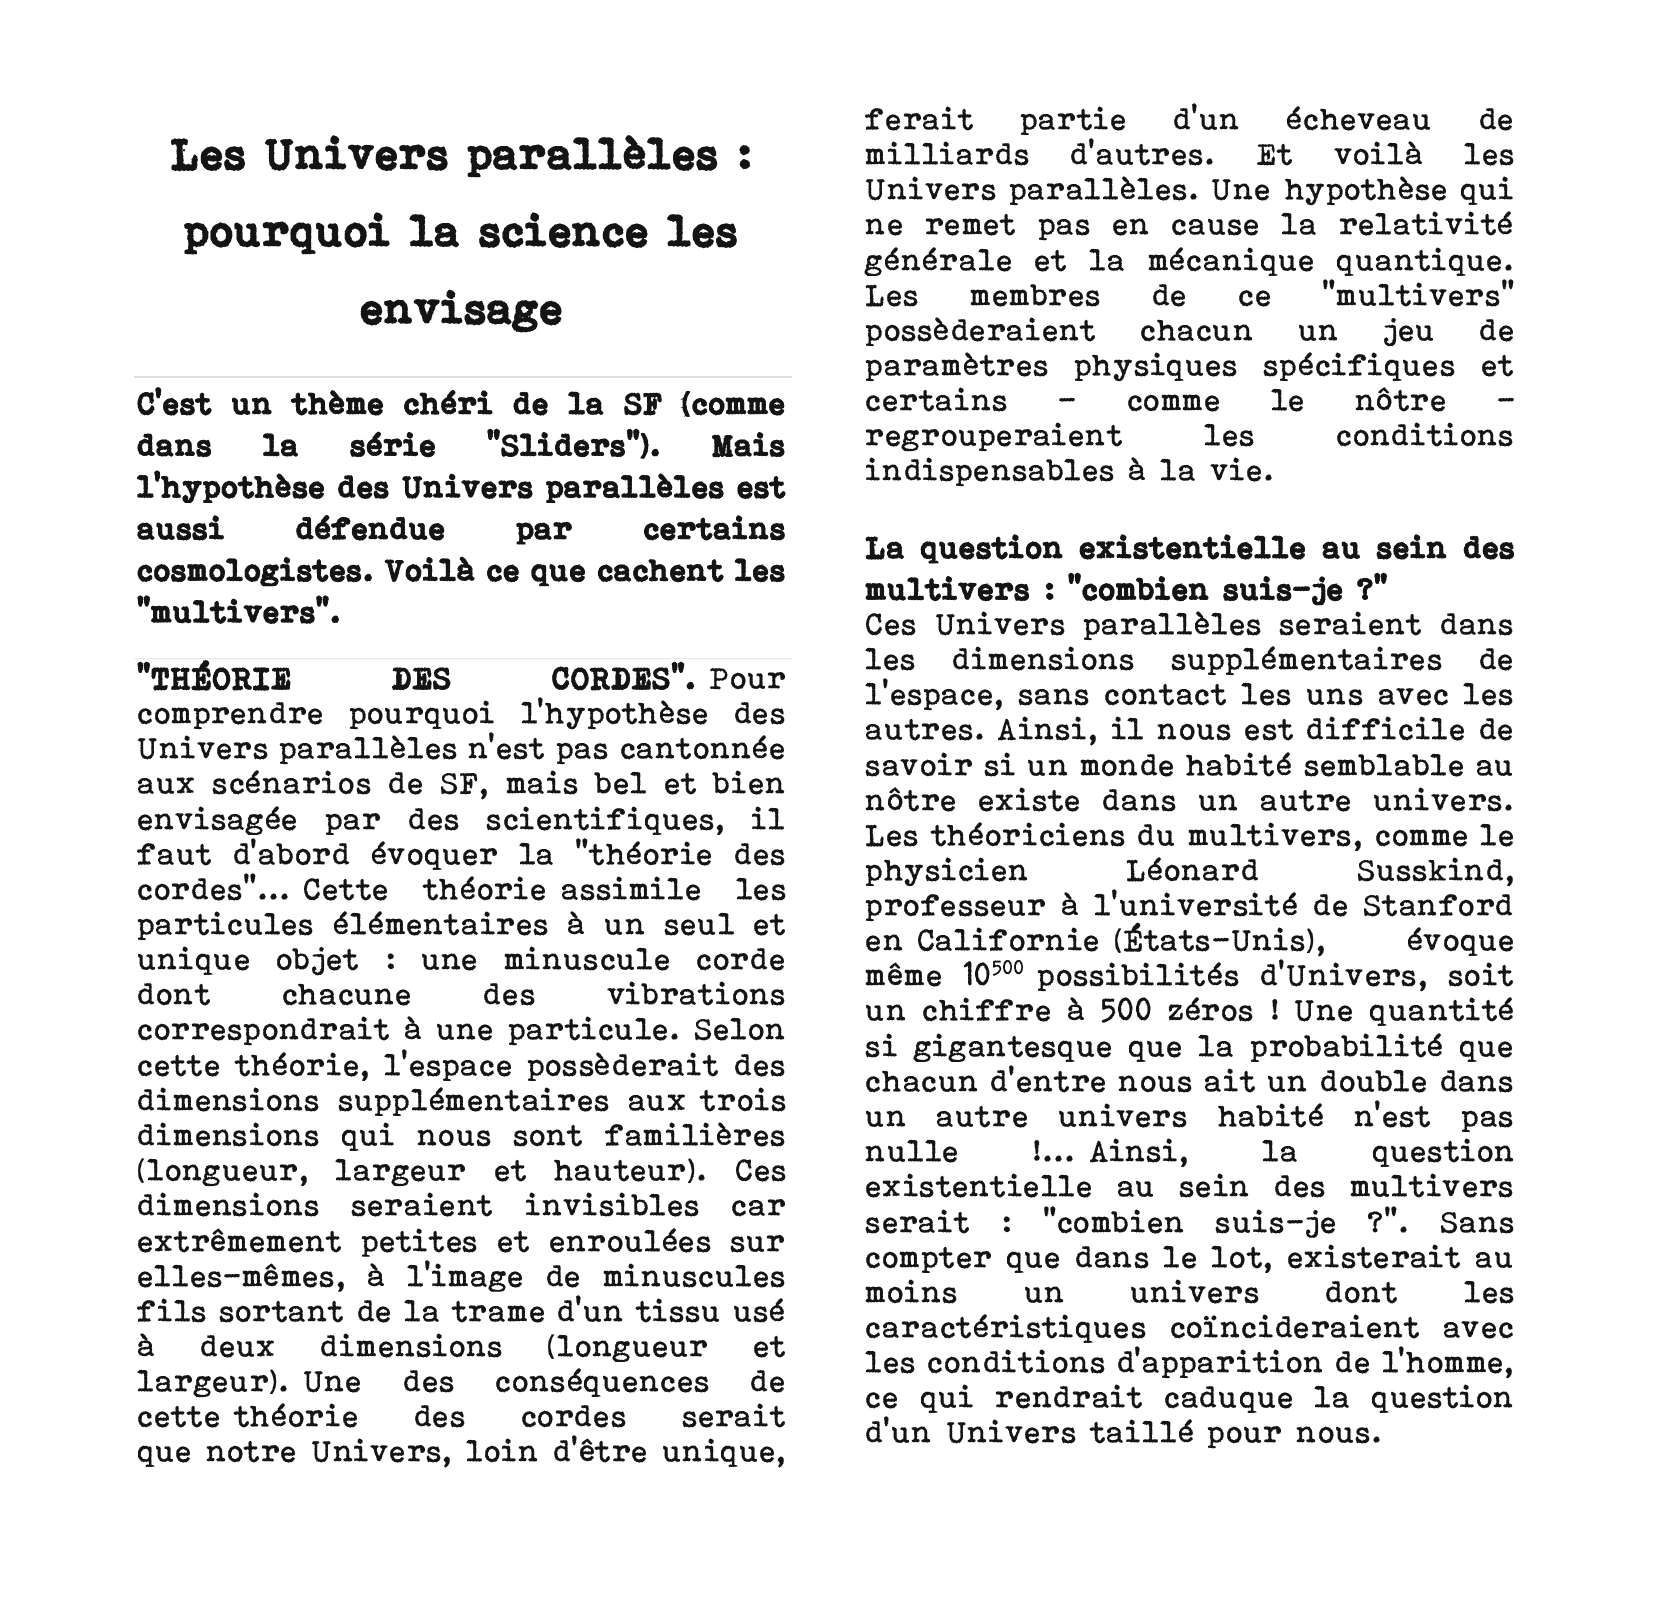 Les Univers parallèles :
pourquoi la science les
envisage
C'est un thème chéri de la SF (comme
dans la série "Sliders"). Mais
l'hypothèse des Univers parallèles est
aussi défendue par certains
cosmologistes. Voilà ce que cachent les
"multivers".
"THÉORIE DES CORDES". Pour
comprendre pourquoi l'hypothèse des
Univers parallèles n'est pas cantonnée
aux scénarios de SF, mais bel et bien
envisagée par des scientifiques, il
faut d'abord évoquer la "théorie des
cordes"... Cette théorie assimile les
particules élémentaires à un seul et
unique objet : une minuscule corde
dont chacune des vibrations
correspondrait à une particule. Selon
cette théorie, l'espace possèderait des
dimensions supplémentaires aux trois
dimensions qui nous sont familières
(longueur, largeur et hauteur). Ces
dimensions seraient invisibles car
extrêmement petites et enroulées sur
elles-mêmes, à l'image de minuscules
fils sortant de la trame d'un tissu usé
à deux dimensions (longueur et
largeur). Une des conséquences de
cette théorie des cordes serait
que notre Univers, loin d'être unique,
ferait partie d'un écheveau de
milliards d'autres. Et voilà les
Univers parallèles. Une hypothèse qui
ne remet pas en cause la relativité
générale et la mécanique quantique.
Les membres de ce "multivers"
possèderaient chacun un jeu de
paramètres physiques spécifiques et
certains – comme le nôtre –
regrouperaient les conditions
indispensables à la vie.
La question existentielle au sein des
multivers : "combien suis-je ?"
Ces Univers parallèles seraient dans
les dimensions supplémentaires de
l'espace, sans contact les uns avec les
autres. Ainsi, il nous est difficile de
savoir si un monde habité semblable au
nôtre existe dans un autre univers.
Les théoriciens du multivers, comme le
physicien Léonard Susskind,
professeur à l'université de Stanford
en Californie (États-Unis), évoque
même 10⁵⁰⁰ possibilités d'Univers, soit
un chiffre à 500 zéros ! Une quantité
si gigantesque que la probabilité que
chacun d'entre nous ait un double dans
un autre univers habité n'est pas
nulle !... Ainsi, la question
existentielle au sein des multivers
serait : "combien suis-je ?". Sans
compter que dans le lot, existerait au
moins un univers dont les
caractéristiques coïncideraient avec
les conditions d'apparition de l'homme,
ce qui rendrait caduque la question
d'un Univers taillé pour nous.